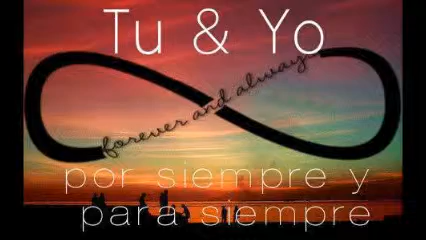 Tu & Yo
forever and always
por siempre y
para siempre